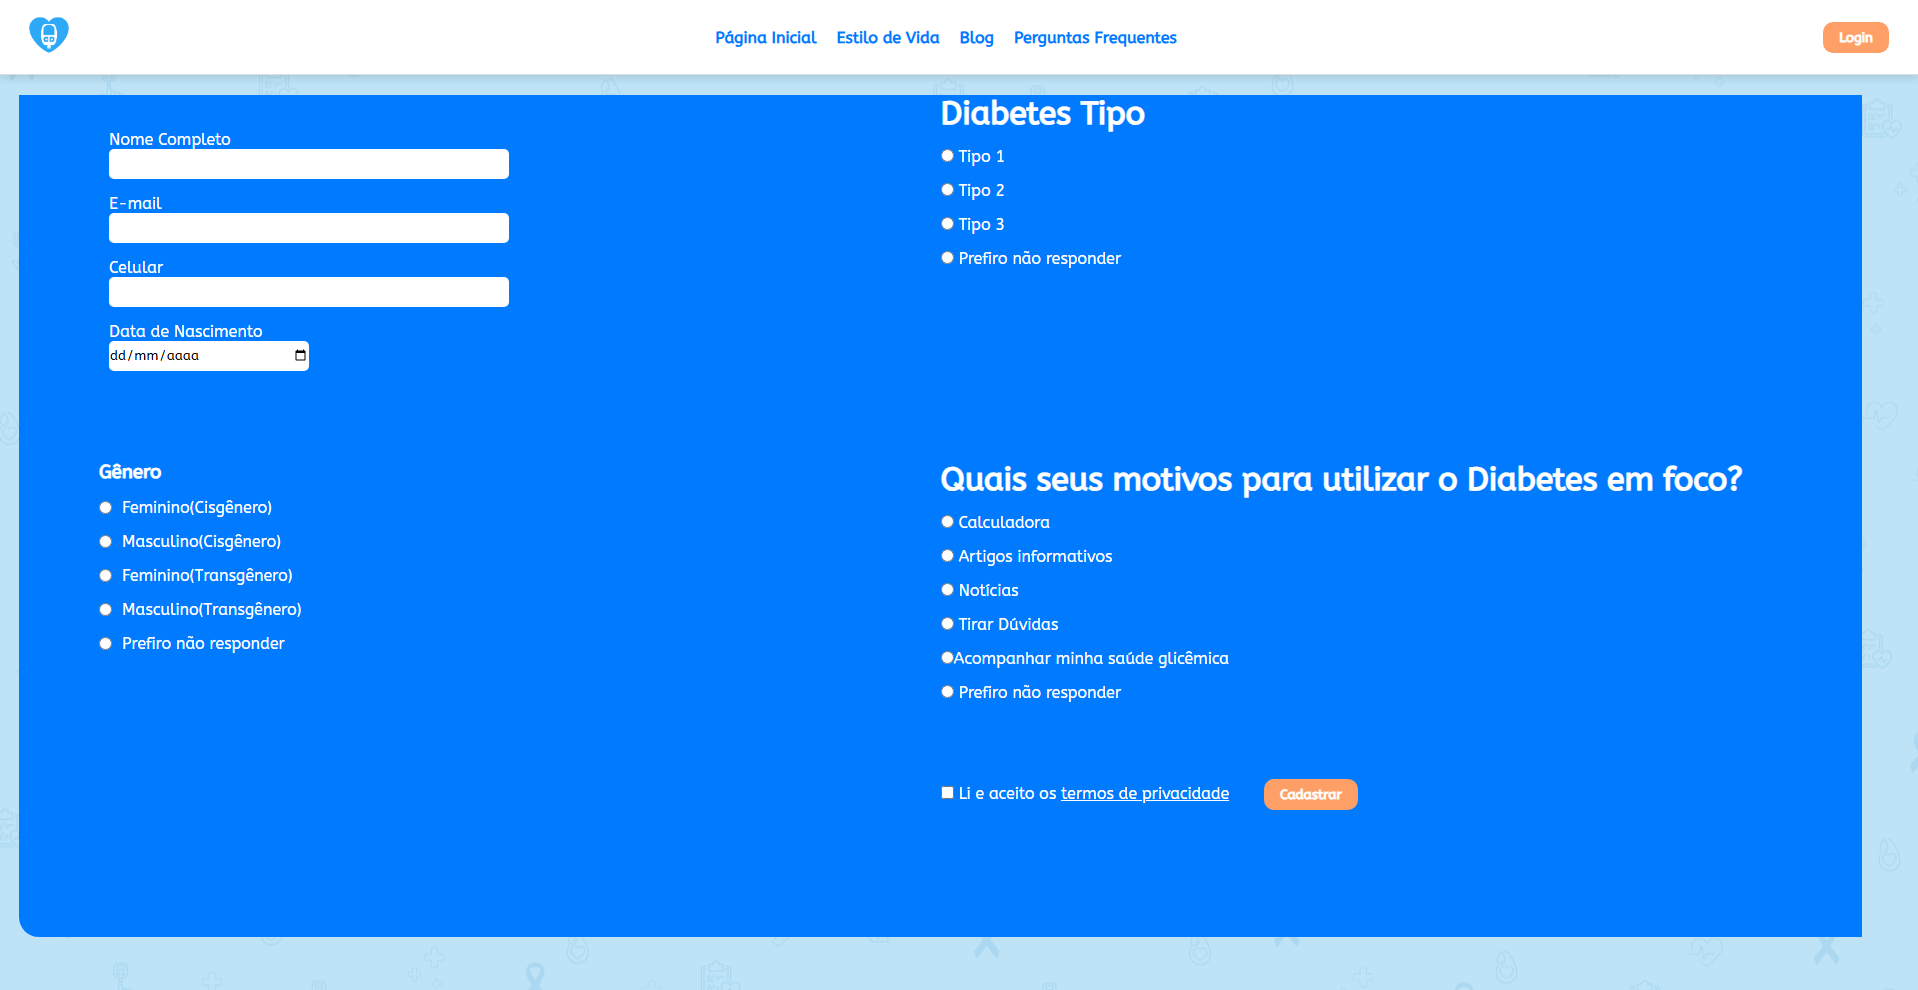 Página Inicial Estilo de Vida Blog Perguntas Frequentes Login
Nome Completo
E-mail
Celular
Data de Nascimento
dd/mm/aaaa
Diabetes Tipo
Tipo 1
Tipo 2
Tipo 3
Prefiro não responder
Gênero
Feminino(Cisgênero)
Masculino(Cisgênero)
Feminino(Transgênero)
Masculino(Transgênero)
Prefiro não responder
Quais seus motivos para utilizar o Diabetes em foco?
Calculadora
Artigos informativos
Notícias
Tirar Dúvidas
Acompanhar minha saúde glicêmica
Prefiro não responder
Li e aceito os termos de privacidade Cadastrar